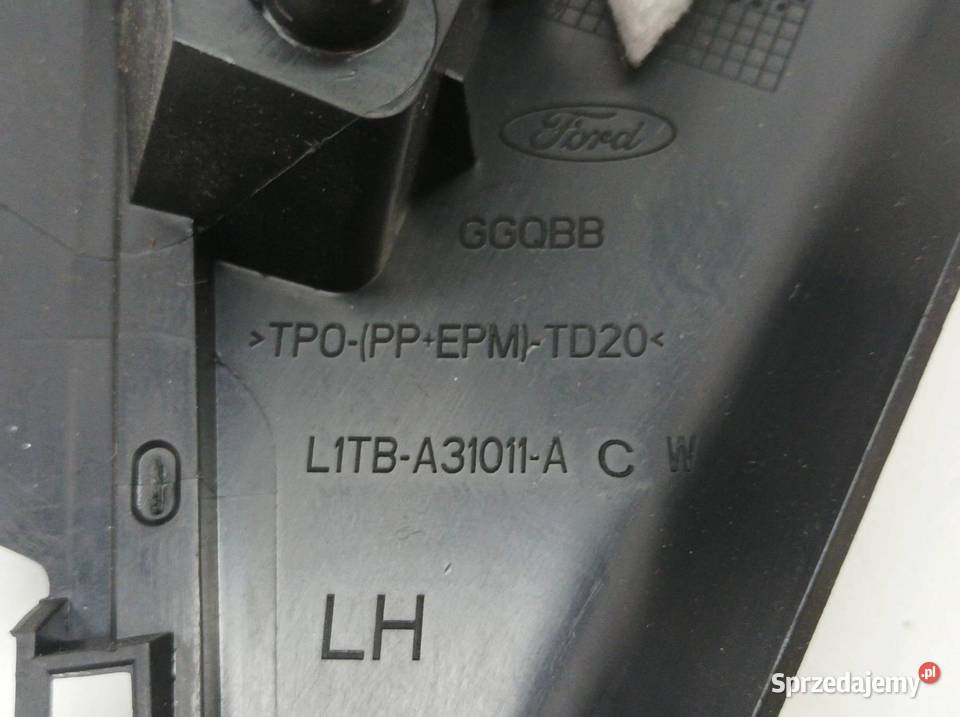 Ford
GGQBB
>TPO-(PP+EPM)-TD20<
L1TB-A31011-A C W
LH
Sprzedajemy.pl